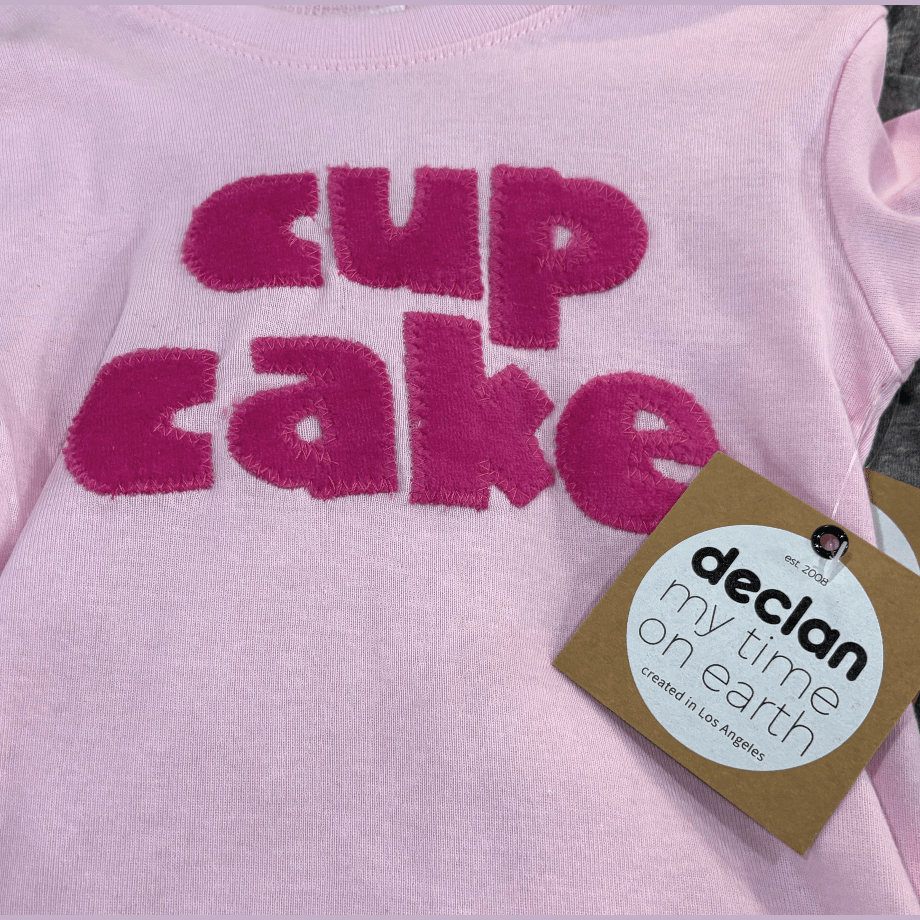 cup
cake
est. 2008
declan
my time
on earth
created in Los Angeles